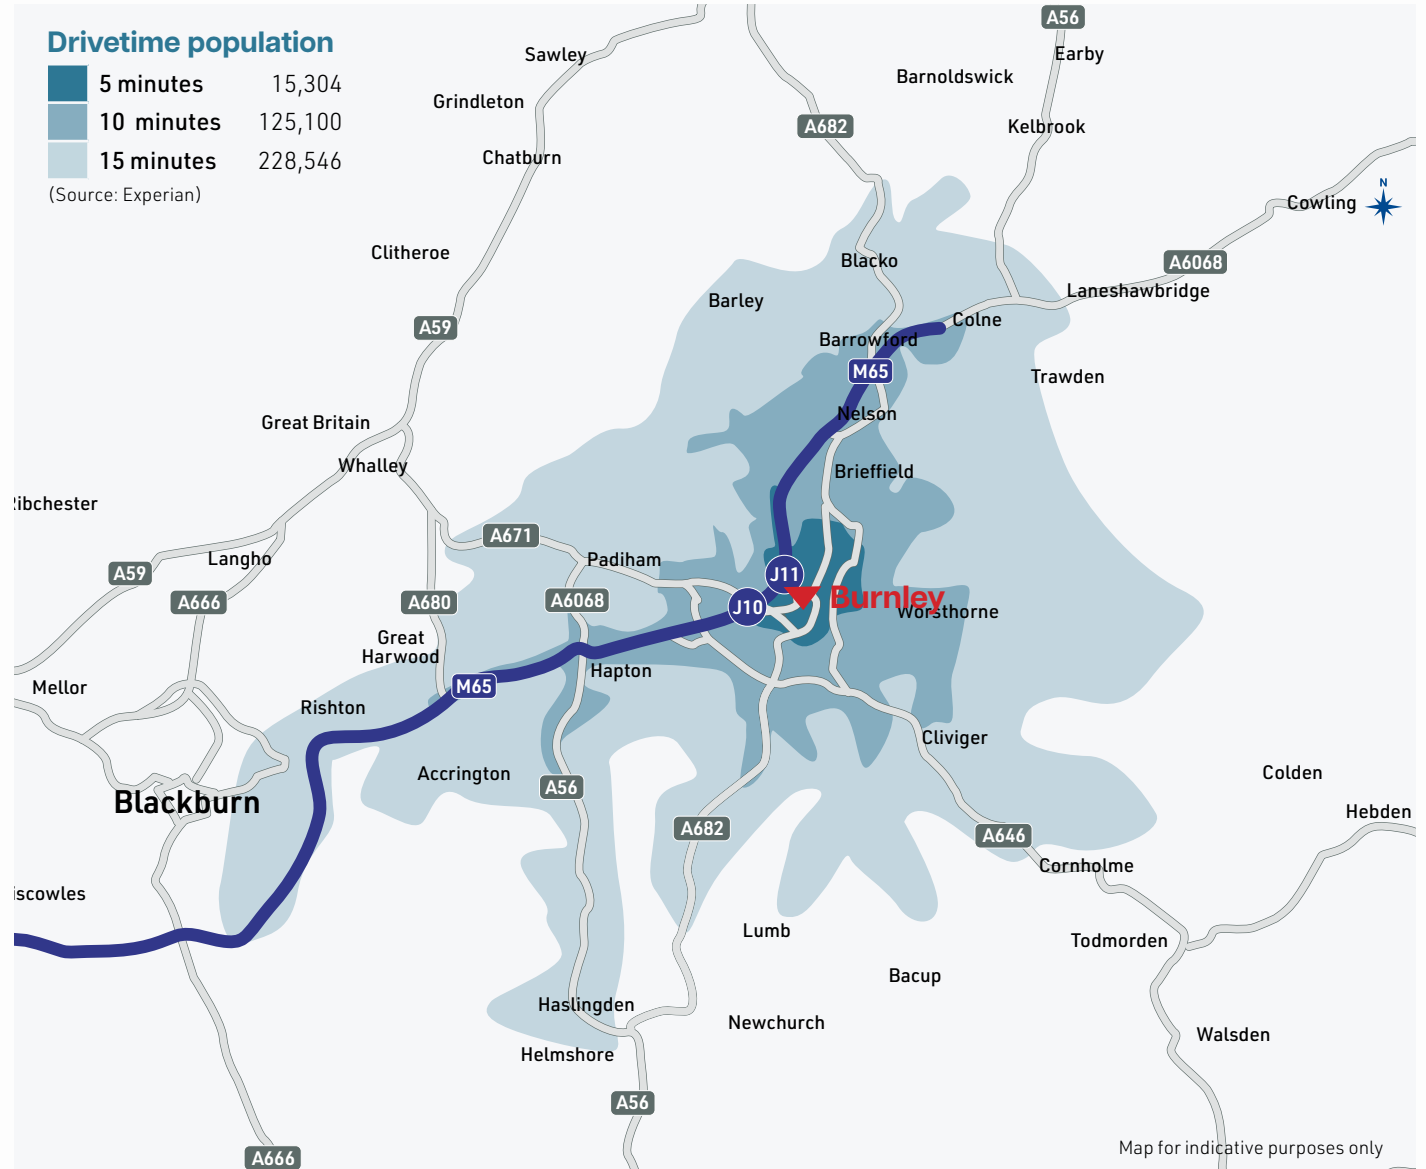 Drivetime population
5 minutes 15,304
10 minutes 125,100
15 minutes 228,546
(Source: Experian)
A56
Sawley
Earby
Barnoldswick
Grindleton
A682
Kelbrook
Chatburn
N
Cowling
Clitheroe
Blacko
A6068
Barley
Laneshawbridge
Colne
A59
Barrowford
M65
Trawden
Nelson
Great Britain
Whalley
Brieffield
Ribchester
A671
Langho
Padiham
A59
J11
A666
A680
A6068
J10
Burnley
Worsthorne
Great
Harwood
Hapton
Mellor
M65
Rishton
Cliviger
Accrington
Colden
A56
Blackburn
Hebden
A682
A646
Cornholme
iscowles
Lumb
Todmorden
Bacup
Haslingden
Newchurch
Walsden
Helmshore
A56
Map for indicative purposes only
A666